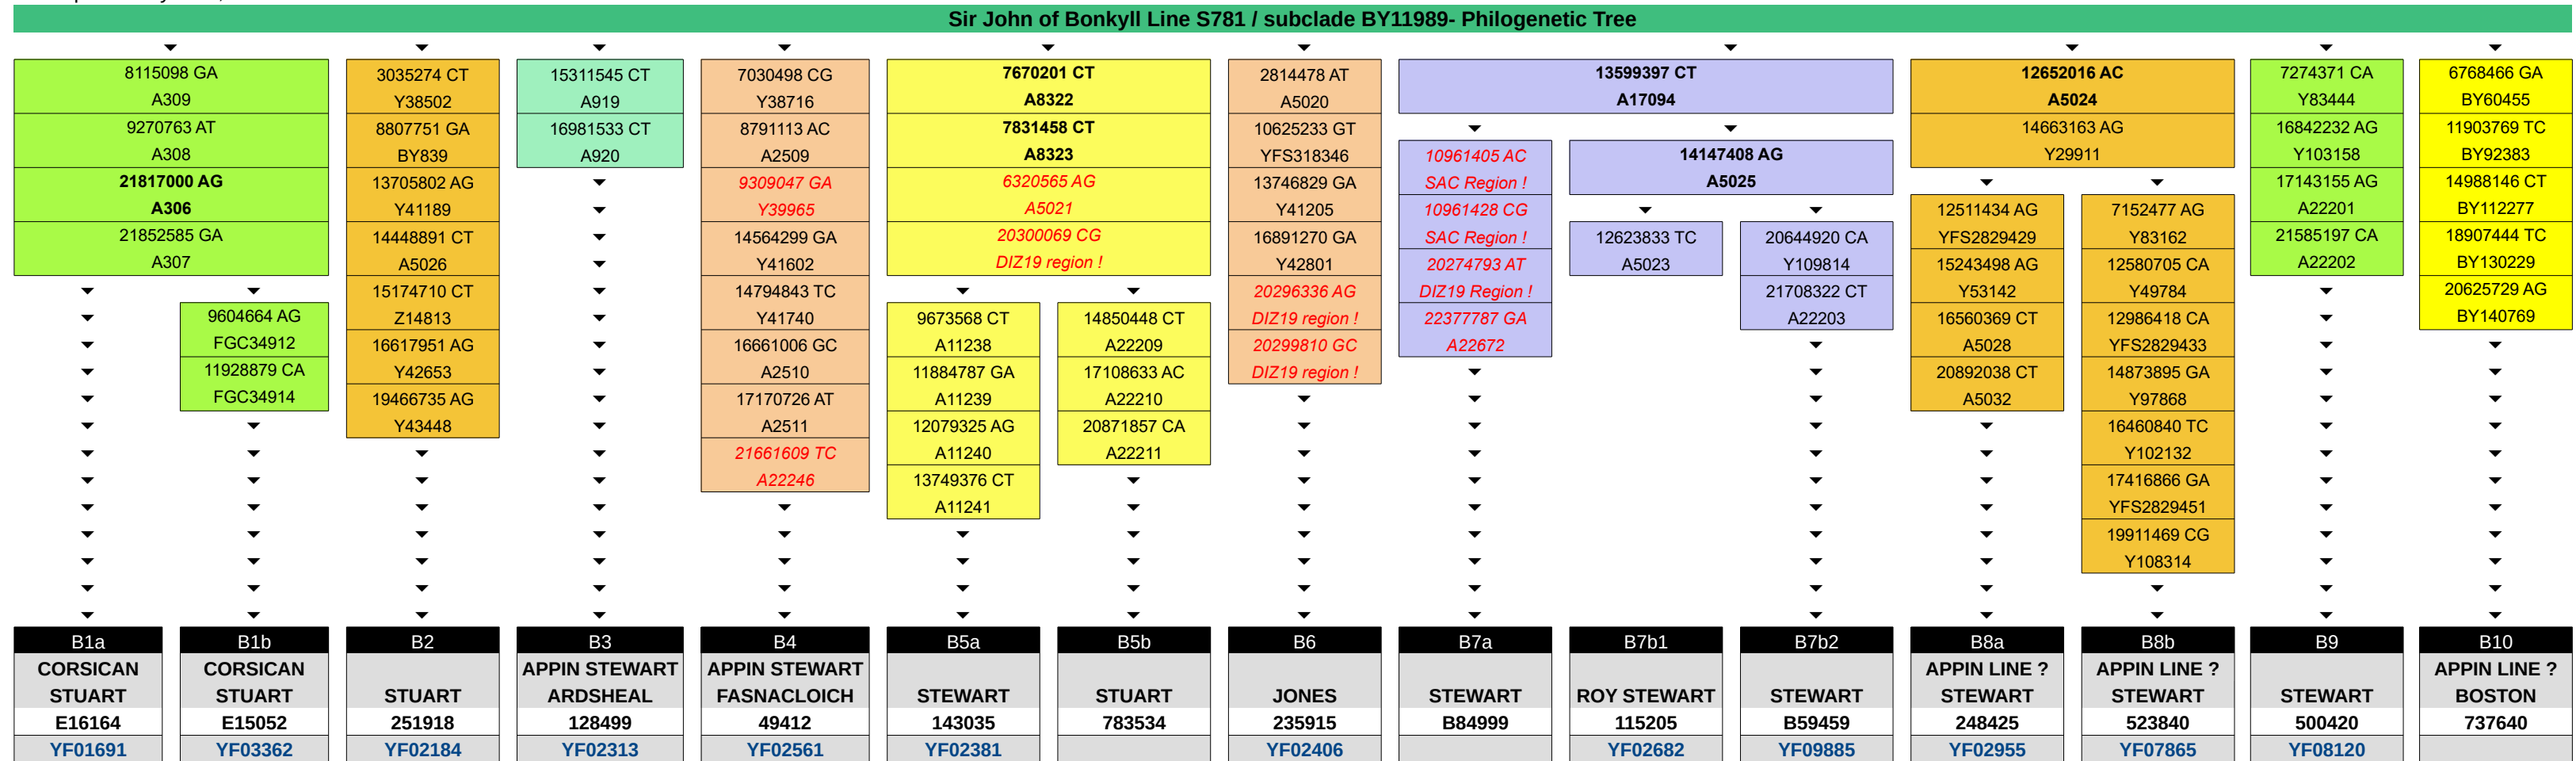 Sir John of Bonkyll Line S781 / subclade BY11989- Philogenetic Tree
8115098 GA
A309
9270763 AT
A308
21817000 AG
A306
21852585 GA
A307
9604664 AG
FGC34912
11928879 CA
FGC34914
3035274 CT
Y38502
8807751 GA
BY839
13705802 AG
Y41189
14448891 CT
A5026
15174710 CT
Z14813
16617951 AG
Y42653
19466735 AG
Y43448
15311545 CT
A919
16981533 CT
A920
7030498 CG
Y38716
8791113 AC
A2509
9309047 GA
Y39965
14564299 GA
Y41602
14794843 TC
Y41740
16661006 GC
A2510
17170726 AT
A2511
21661609 TC
A22246
7670201 CT
A8322
7831458 CT
A8323
6320565 AG
A5021
20300069 CG
DIZ19 region !
9673568 CT
A11238
11884787 GA
A11239
12079325 AG
A11240
13749376 CT
A11241
14850448 CT
A22209
17108633 AC
A22210
20871857 CA
A22211
2814478 AT
A5020
10625233 GT
YFS318346
13746829 GA
Y41205
16891270 GA
Y42801
20296336 AG
DIZ19 region !
20299810 GC
DIZ19 region !
13599397 CT
A17094
10961405 AC
SAC Region !
10961428 CG
SAC Region !
20274793 AT
DIZ19 Region !
22377787 GA
A22672
14147408 AG
A5025
12623833 TC
A5023
20644920 CA
Y109814
21708322 CT
A22203
12652016 AC
A5024
14663163 AG
Y29911
12511434 AG
YFS2829429
15243498 AG
Y53142
16560369 CT
A5028
20892038 CT
A5032
7152477 AG
Y83162
12580705 CA
Y49784
12986418 CA
YFS2829433
14873895 GA
Y97868
16460840 TC
Y102132
17416866 GA
YFS2829451
19911469 CG
Y108314
7274371 CA
Y83444
16842232 AG
Y103158
17143155 AG
A22201
21585197 CA
A22202
6768466 GA
BY60455
11903769 TC
BY92383
14988146 CT
BY112277
18907444 TC
BY130229
20625729 AG
BY140769
B1a
CORSICAN
STUART
E16164
YF01691
B1b
CORSICAN
STUART
E15052
YF03362
B2
STUART
251918
YF02184
B3
APPIN STEWART
ARDSHEAL
128499
YF02313
B4
APPIN STEWART
FASNACLOICH
49412
YF02561
B5a
STEWART
143035
YF02381
B5b
STUART
783534
B6
JONES
235915
YF02406
B7a
STEWART
B84999
B7b1
ROY STEWART
115205
YF02682
B7b2
STEWART
B59459
YF09885
B8a
APPIN LINE ?
STEWART
248425
YF02955
B8b
APPIN LINE ?
STEWART
523840
YF07865
B9
STEWART
500420
YF08120
B10
APPIN LINE ?
BOSTON
737640